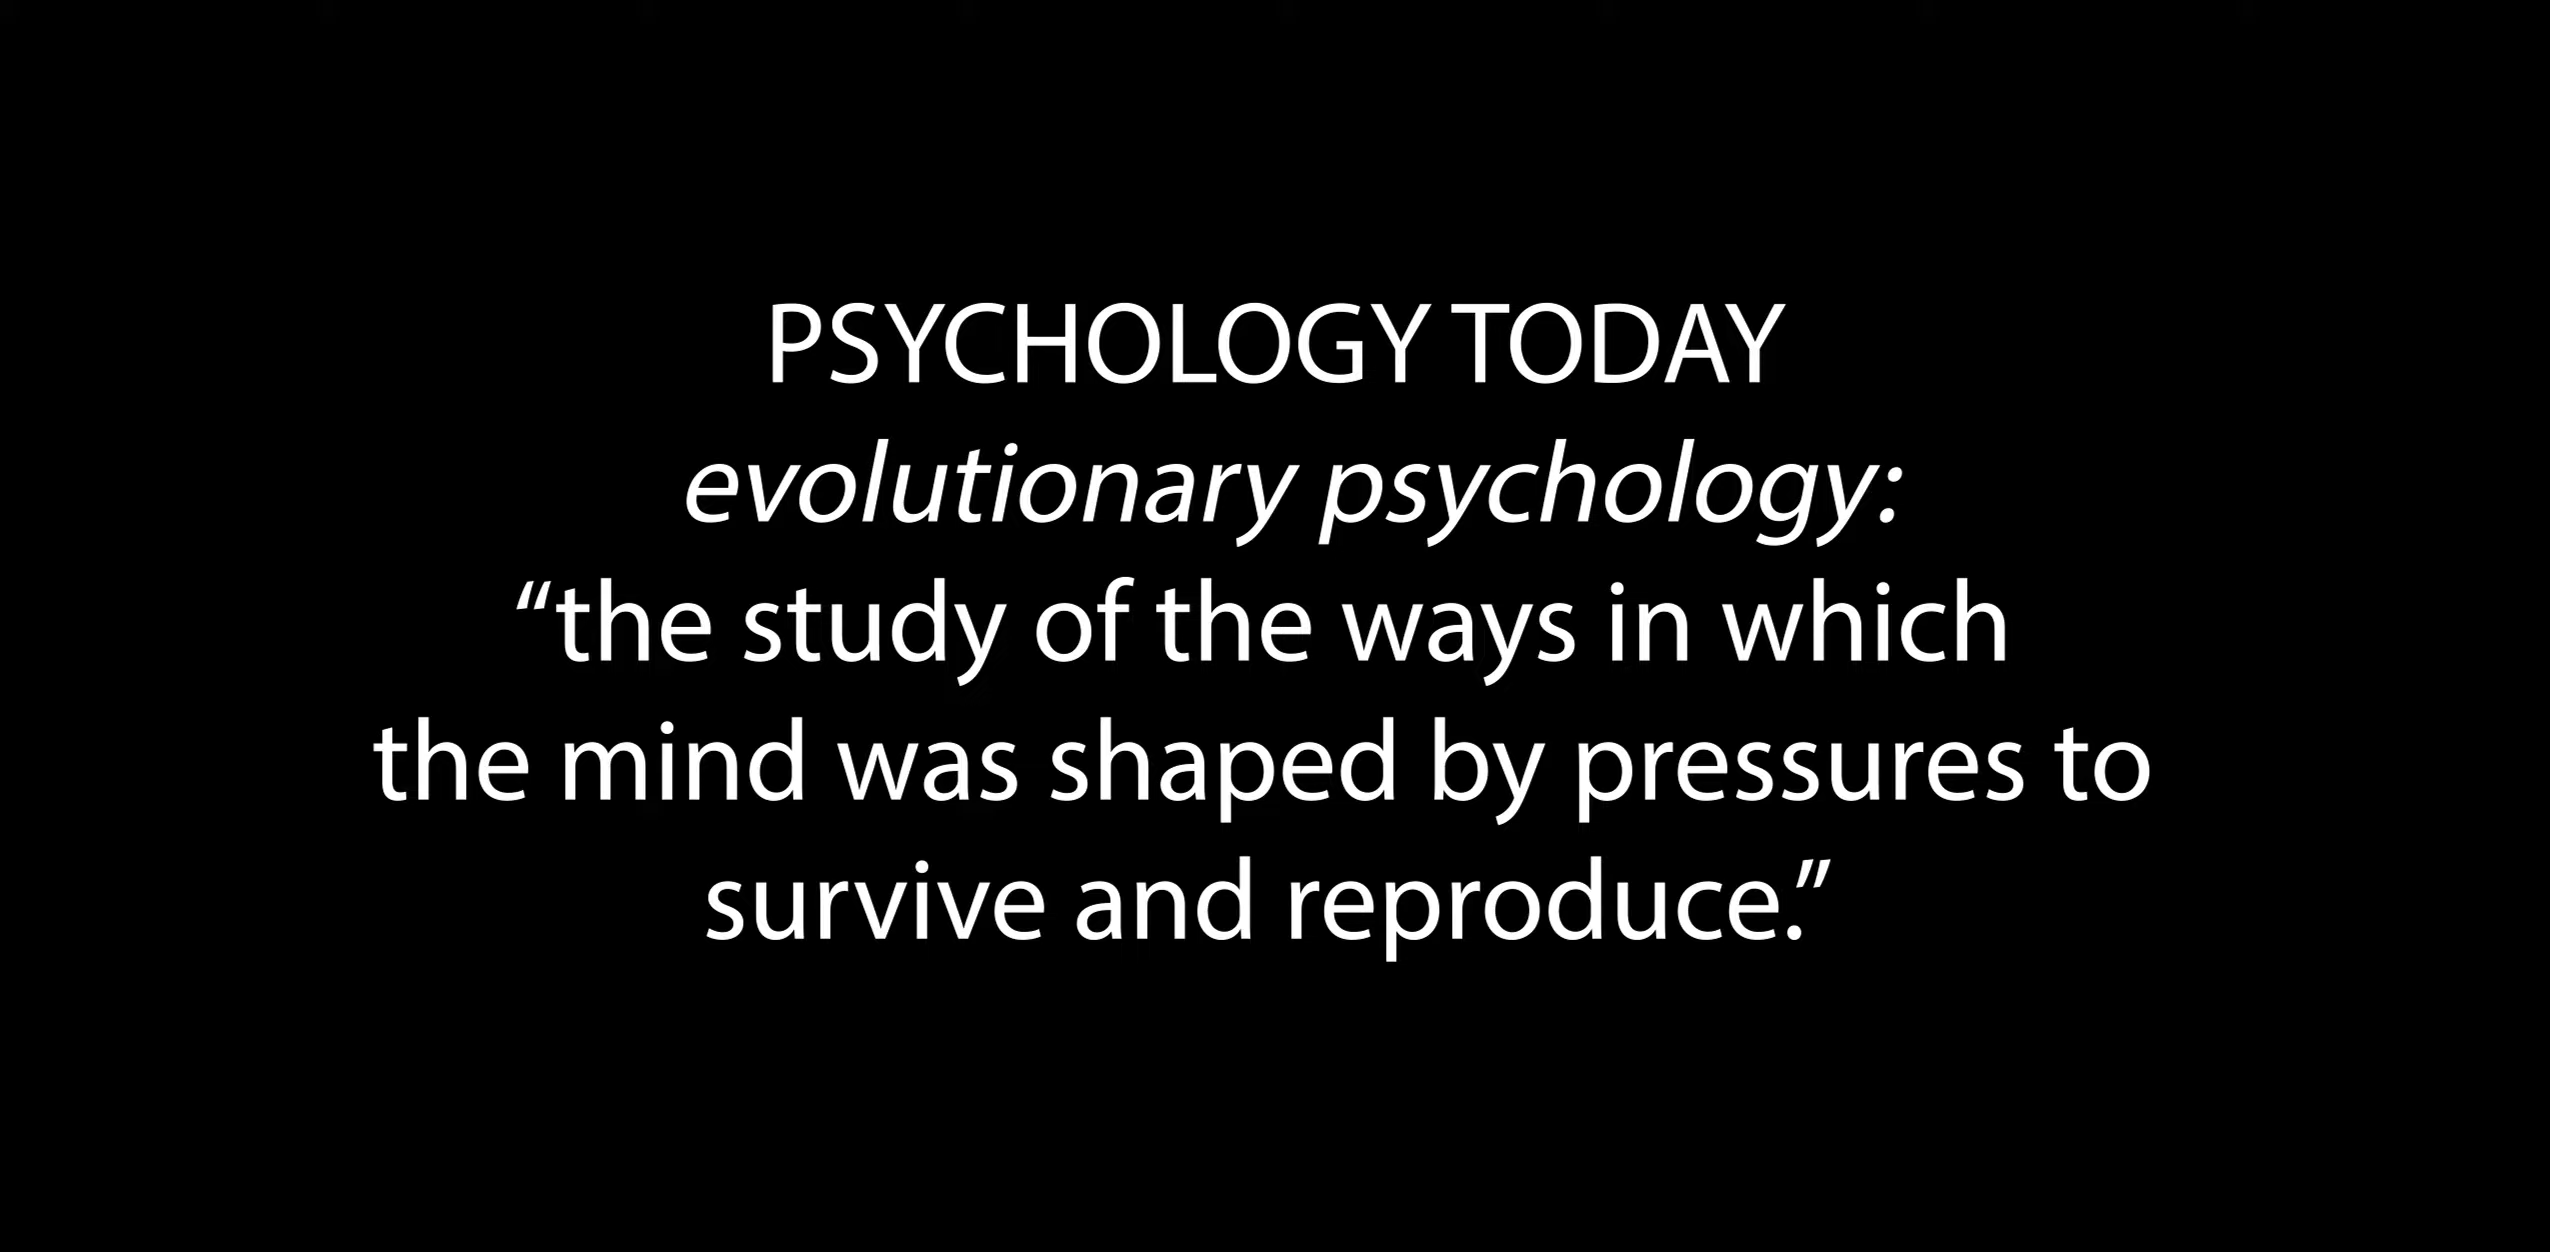 PSYCHOLOGY TODAY
evolutionary psychology:
“the study of the ways in which
the mind was shaped by pressures to
survive and reproduce.”